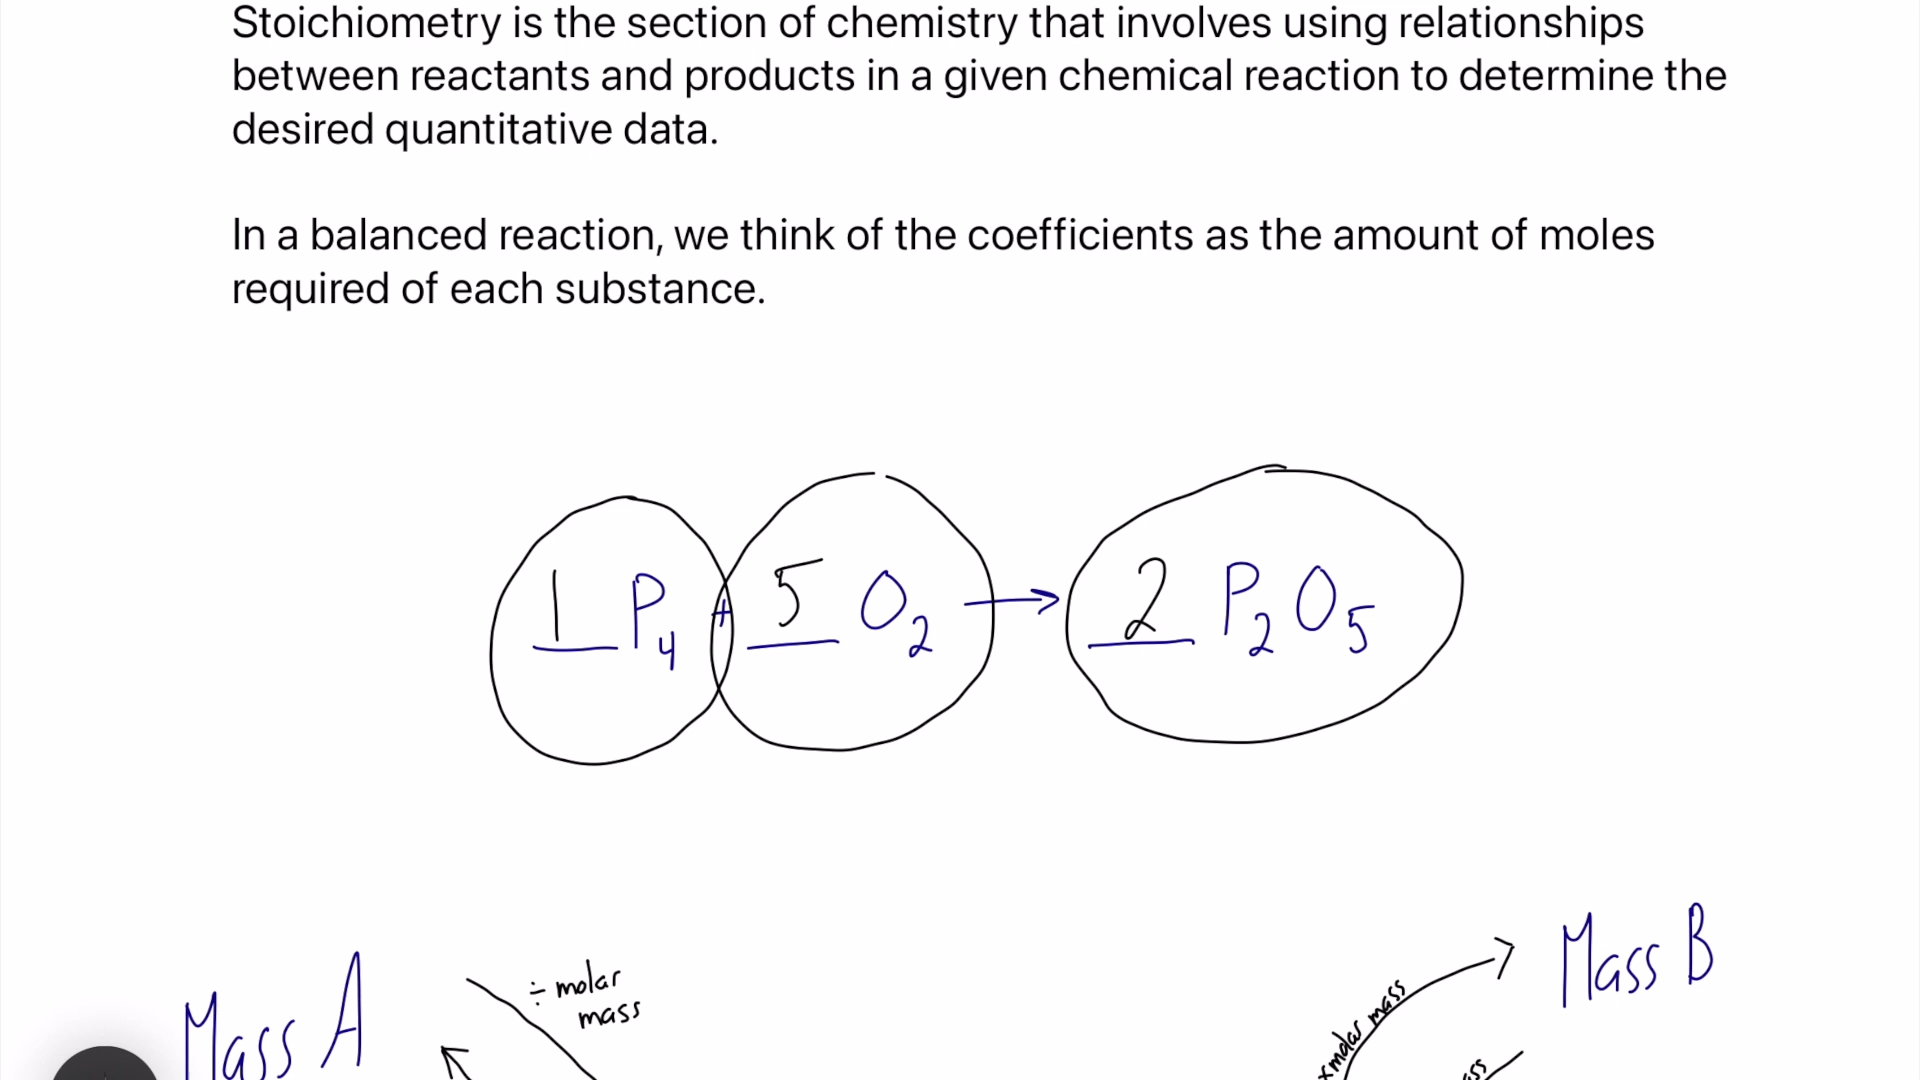 Stoichiometry is the section of chemistry that involves using relationships
between reactants and products in a given chemical reaction to determine the
desired quantitative data.
In a balanced reaction, we think of the coefficients as the amount of moles
required of each substance.
1 P₄ + 5 O₂ → 2 P₂O₅
Mass A
÷ molar
mass
x molar mass
Mass B